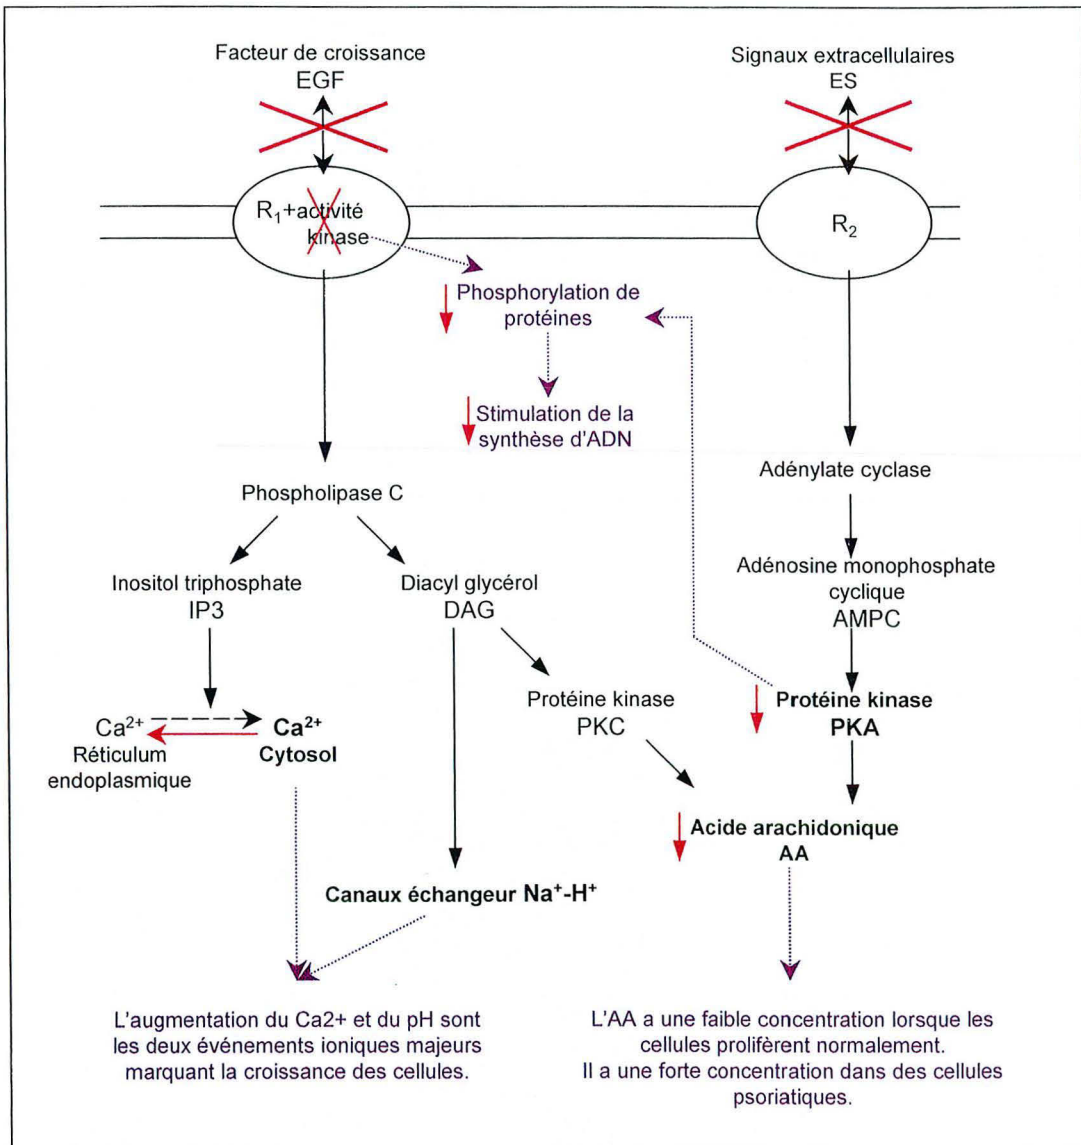 Facteur de croissance
EGF
Signaux extracellulaires
ES
R₁+activité
kinase
R₂
Phosphorylation de
protéines
Stimulation de la
synthèse d'ADN
Adénylate cyclase
Phospholipase C
Adénosine monophosphate
cyclique
AMPC
Inositol triphosphate
IP3
Diacyl glycérol
DAG
Protéine kinase
PKC
Protéine kinase
PKA
Ca²⁺
Réticulum
endoplasmique
Ca²⁺
Cytosol
Acide arachidonique
AA
Canaux échangeur Na⁺-H⁺
L'augmentation du Ca2+ et du pH sont
les deux événements ioniques majeurs
marquant la croissance des cellules.
L'AA a une faible concentration lorsque les
cellules prolifèrent normalement.
Il a une forte concentration dans des cellules
psoriatiques.